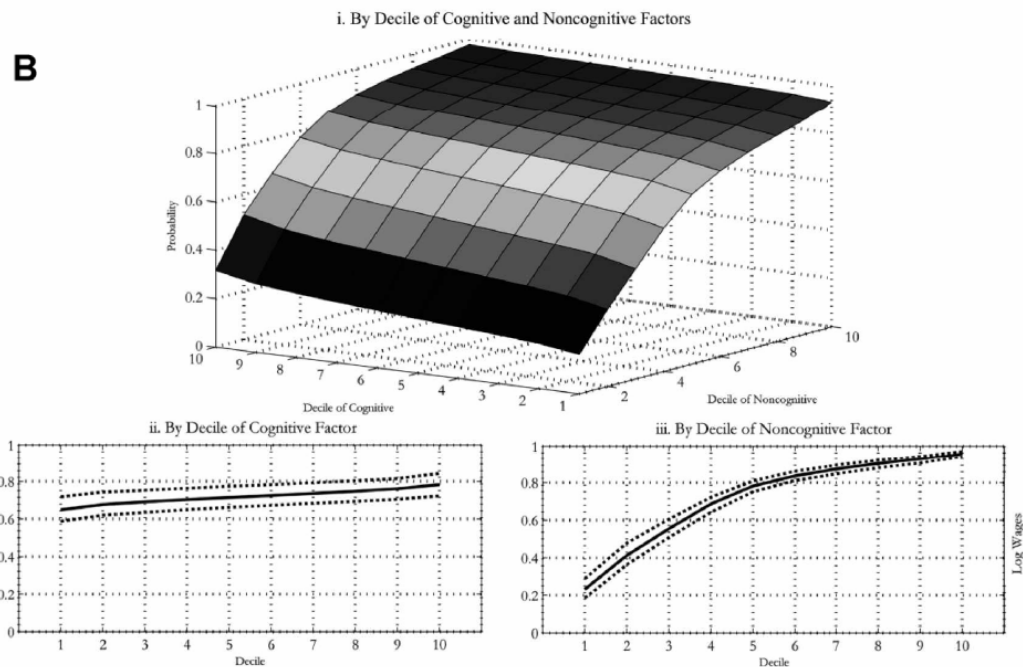 i. By Decile of Cognitive and Noncognitive Factors
B
1
0.8
0.6
0.4
0.2
0
Probability
10
9
8
7
6
5
4
3
2
1
Decile of Cognitive
2
4
6
8
10
Decile of Noncognitive
ii. By Decile of Cognitive Factor
1
0.8
0.6
0.4
0.2
0
1 2 3 4 5 6 7 8 9 10
Decile
iii. By Decile of Noncognitive Factor
1
0.8
0.6
0.4
0.2
0
1 2 3 4 5 6 7 8 9 10
Decile
Log Wages